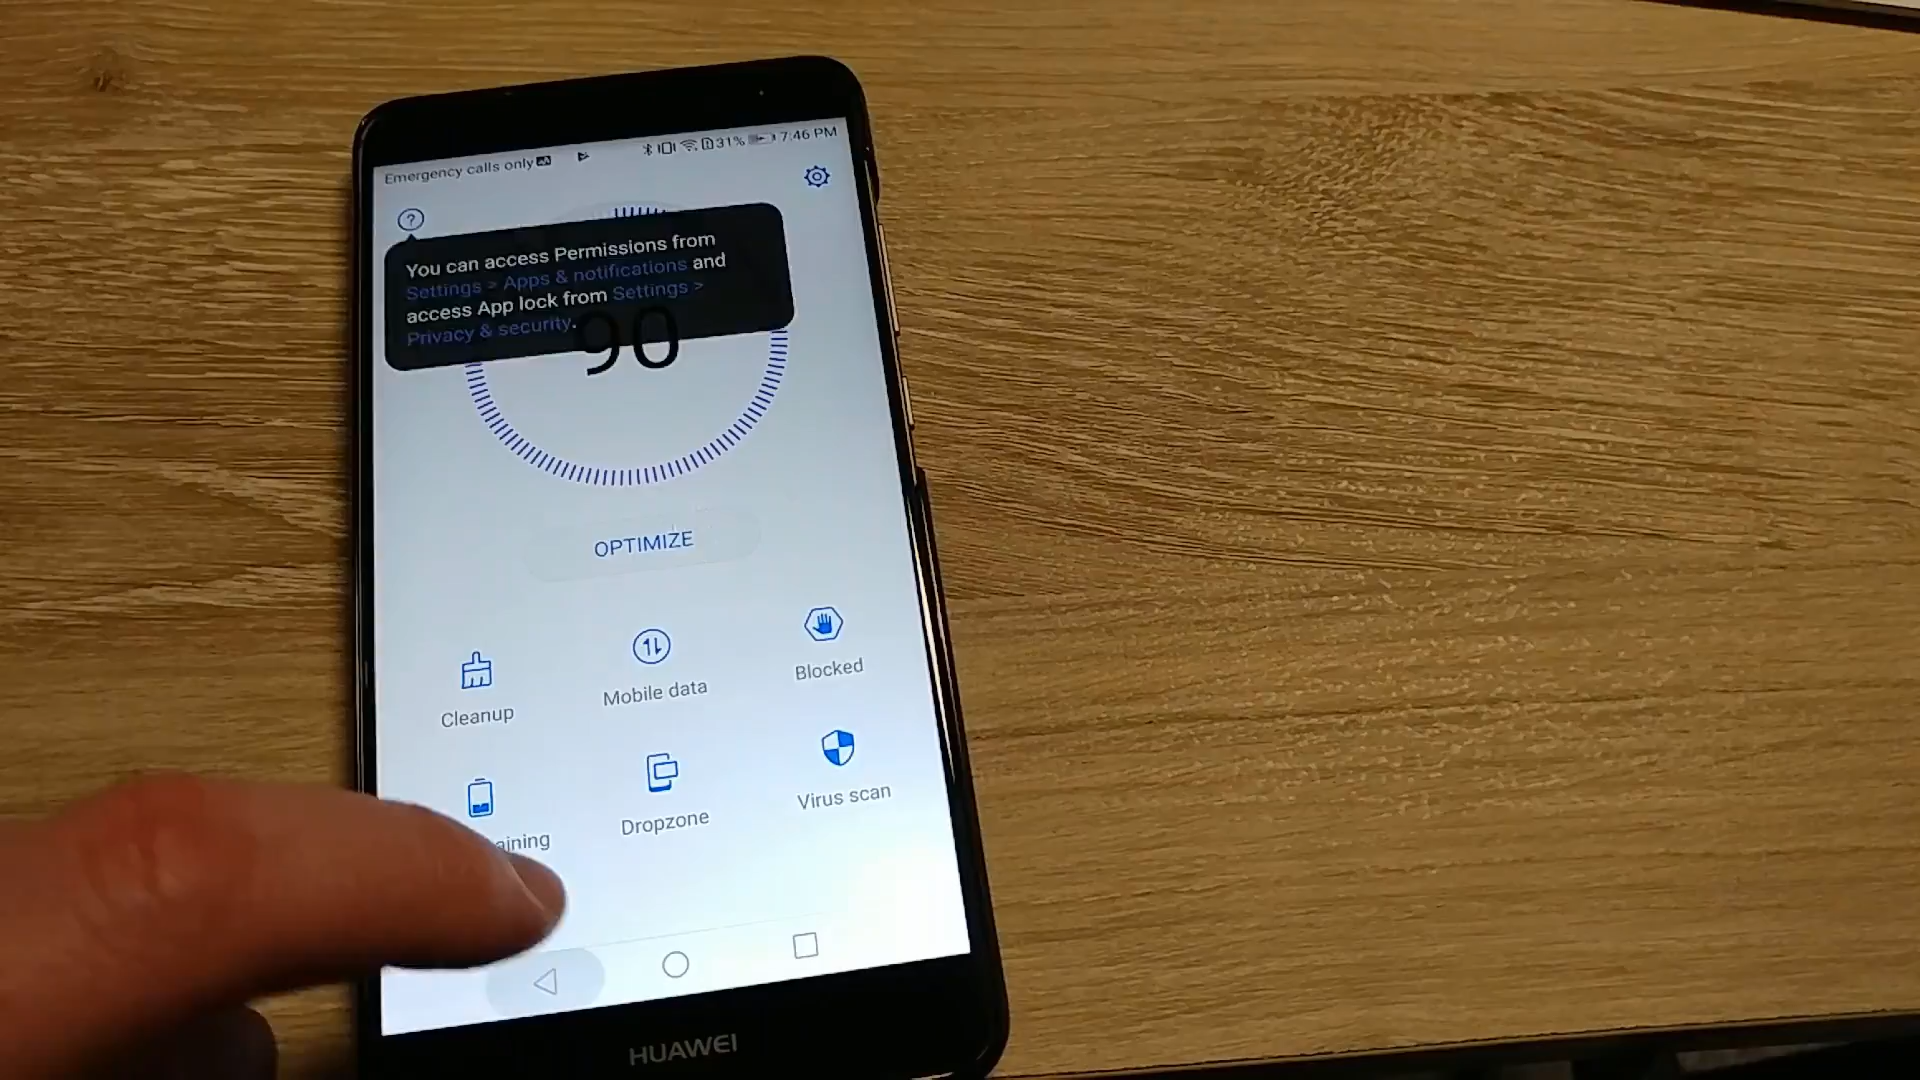 Emergency calls only
31% 7:46 PM
?
You can access Permissions from
Settings > Apps & notifications and
access App lock from Settings >
Privacy & security.
90
OPTIMIZE
Cleanup
Mobile data
Blocked
aining
Dropzone
Virus scan
HUAWEI